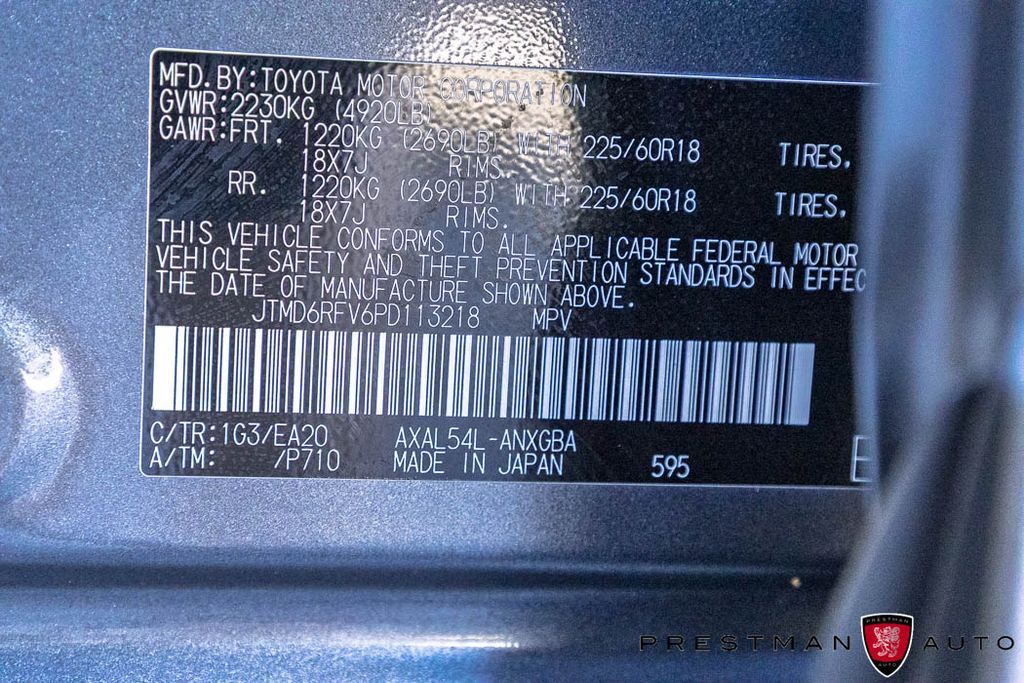 MFD.BY:TOYOTA MOTOR CORPORATION
GVWR:2230KG (4920LB)
GAWR:FRT. 1220KG (2690LB) WITH 225/60R18 TIRES,
18X7J RIMS.
RR. 1220KG (2690LB) WITH 225/60R18 TIRES,
18X7J RIMS.
THIS VEHICLE CONFORMS TO ALL APPLICABLE FEDERAL MOTOR
VEHICLE SAFETY AND THEFT PREVENTION STANDARDS IN EFFEC
THE DATE OF MANUFACTURE SHOWN ABOVE.
JTMD6RFV6PD113218 MPV
C/TR:1G3/EA20 AXAL54L-ANXGBA
A/TM: /P710 MADE IN JAPAN 595
PRESTMAN AUTO
PRESTMAN
AUTO